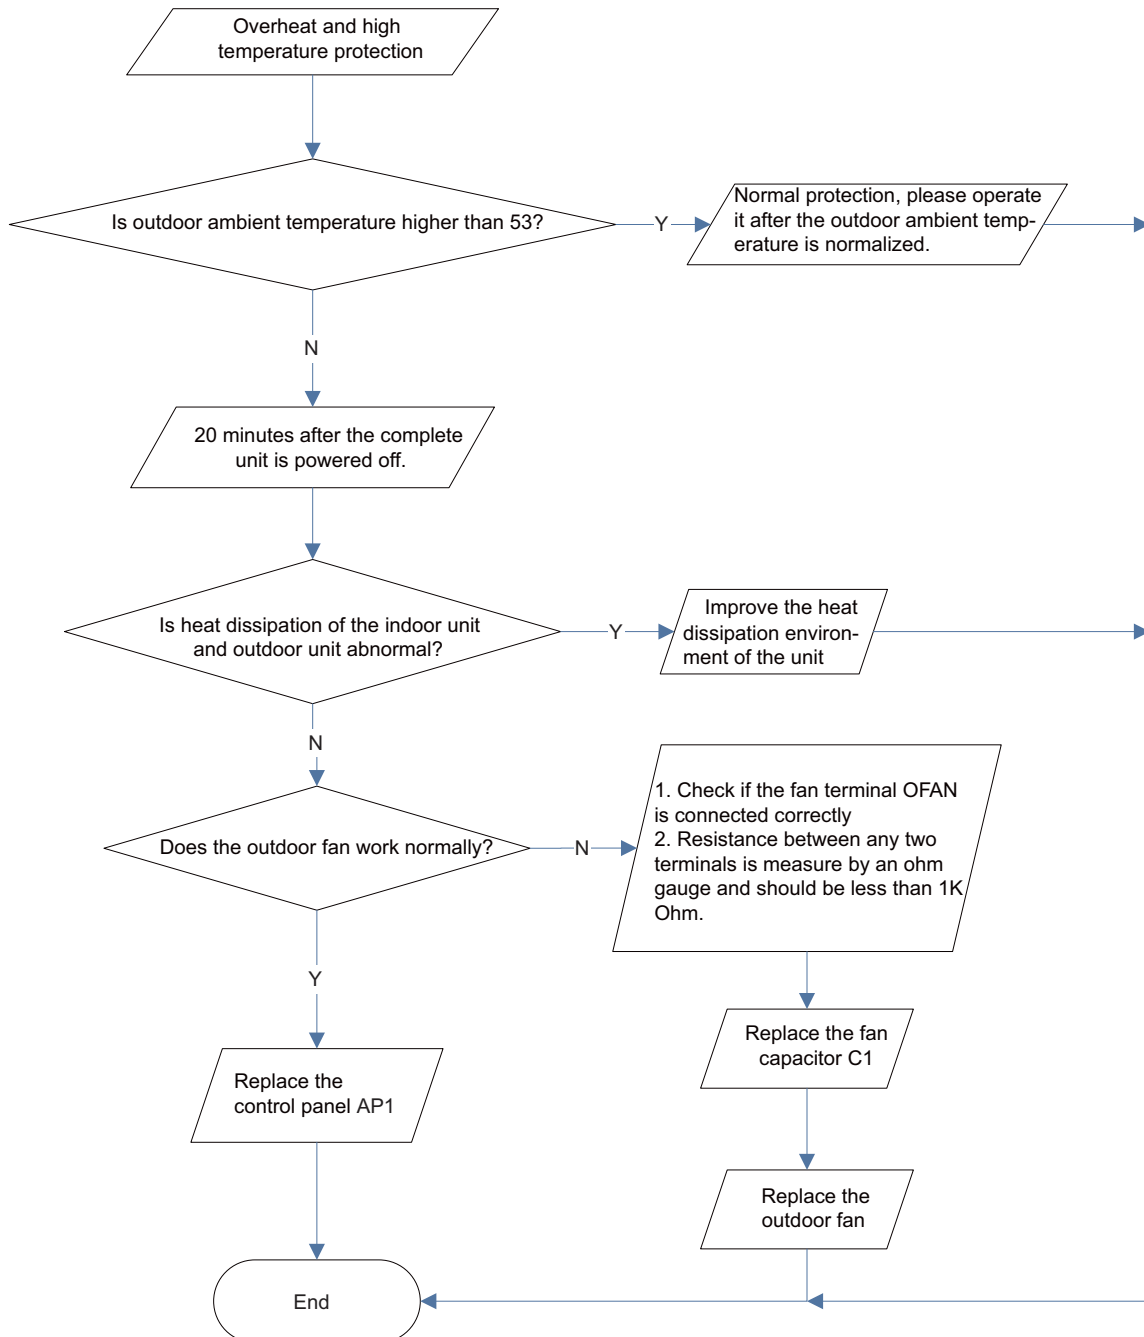 Overheat and high
temperature protection
Is outdoor ambient temperature higher than 53?
Y
Normal protection, please operate
it after the outdoor ambient temp-
erature is normalized.
N
20 minutes after the complete
unit is powered off.
Is heat dissipation of the indoor unit
and outdoor unit abnormal?
Y
Improve the heat
dissipation environ-
ment of the unit
N
Does the outdoor fan work normally?
N
1. Check if the fan terminal OFAN
is connected correctly
2. Resistance between any two
terminals is measure by an ohm
gauge and should be less than 1K
Ohm.
Y
Replace the fan
capacitor C1
Replace the
control panel AP1
Replace the
outdoor fan
End